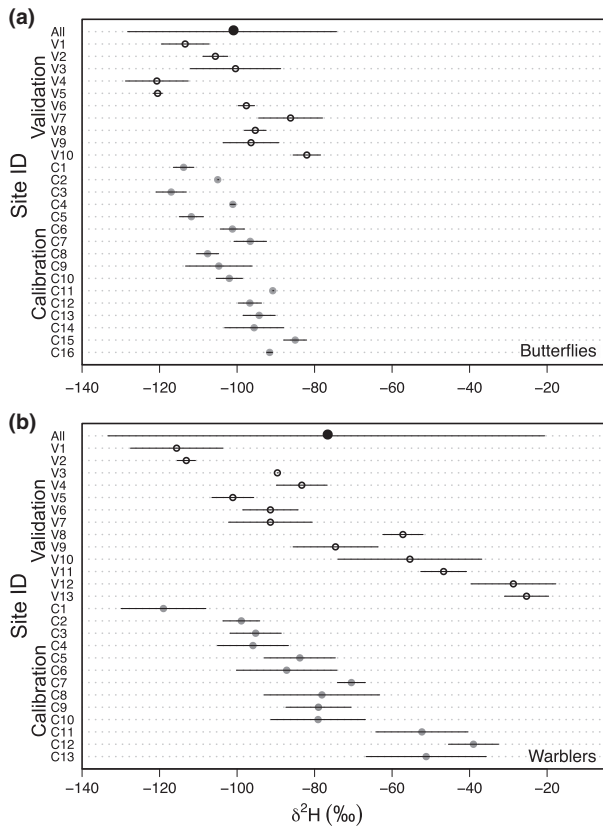 (a)
All
V1
V2
V3
V4
V5
V6
V7
V8
V9
V10
C1
C2
C3
C4
C5
C6
C7
C8
C9
C10
C11
C12
C13
C14
C15
C16
Validation
Calibration
Site ID
Butterflies
−140 −120 −100 −80 −60 −40 −20
(b)
All
V1
V2
V3
V4
V5
V6
V7
V8
V9
V10
V11
V12
V13
C1
C2
C3
C4
C5
C6
C7
C8
C9
C10
C11
C12
C13
Validation
Calibration
Site ID
Warblers
−140 −120 −100 −80 −60 −40 −20
δ²H (‰)